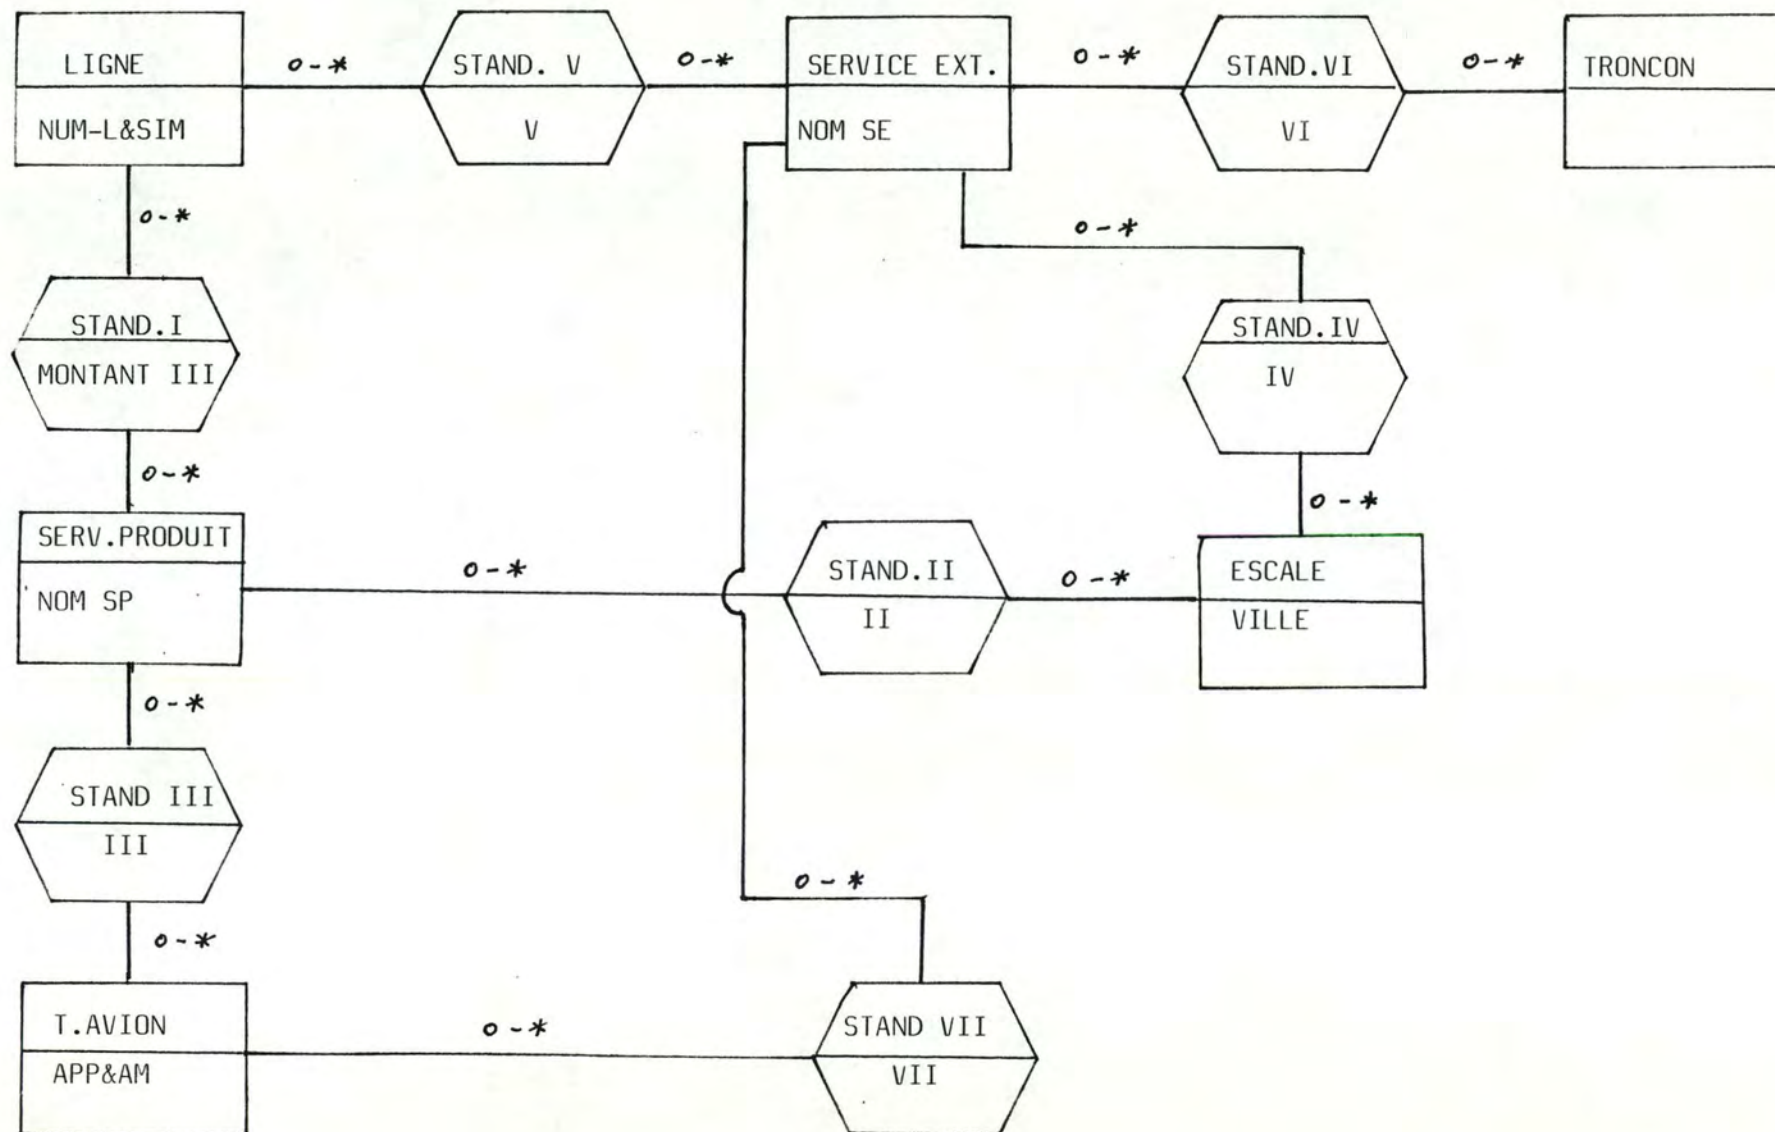 LIGNE
NUM-L&SIM
0-*
STAND. V
V
0-*
SERVICE EXT.
NOM SE
0-*
STAND.VI
VI
0-*
TRONCON
0-*
0-*
STAND.I
MONTANT III
STAND.IV
IV
0-*
0-*
SERV.PRODUIT
NOM SP
0-*
STAND.II
II
0-*
ESCALE
VILLE
0-*
STAND III
III
0-*
0-*
T.AVION
APP&AM
0-*
STAND VII
VII